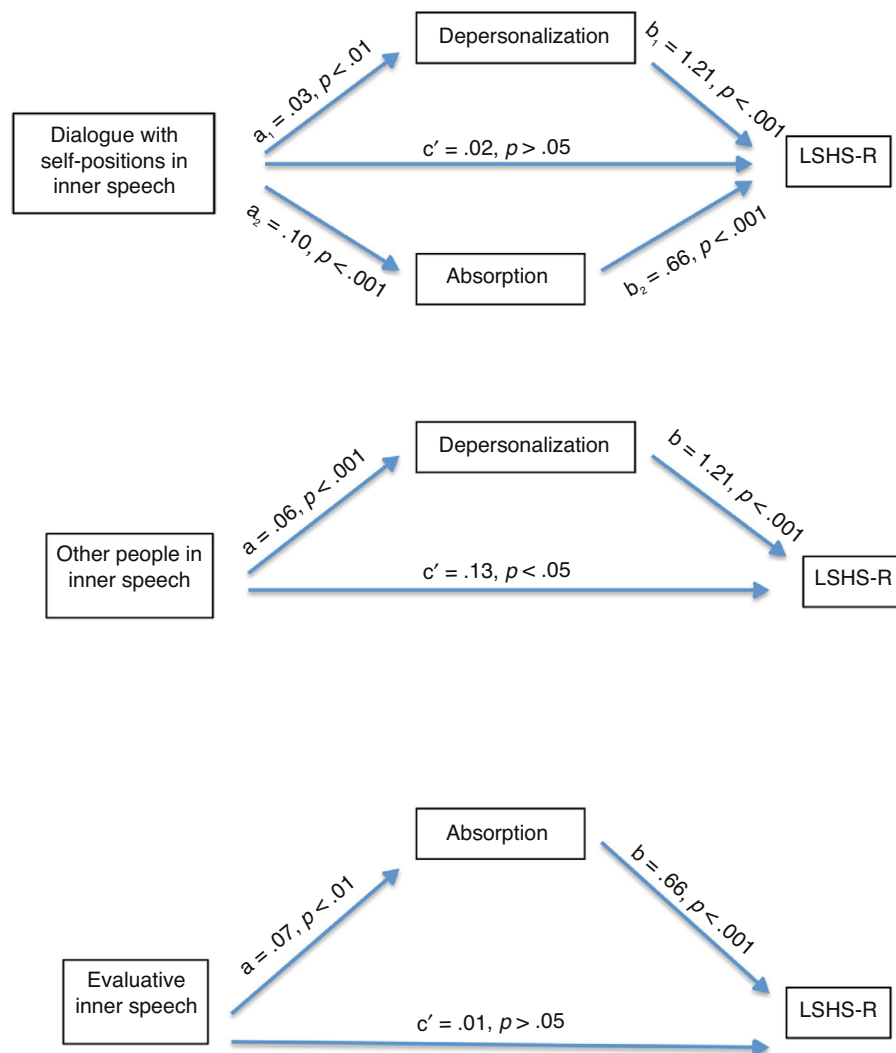 Depersonalization
b₁ = 1.21, p < .001
a₁ = .03, p < .01
Dialogue with
self-positions in
inner speech
c′ = .02, p > .05
LSHS-R
a₂ = .10, p < .001
Absorption
b₂ = .66, p < .001
Depersonalization
b = 1.21, p < .001
a = .06, p < .001
Other people in
inner speech
c′ = .13, p < .05
LSHS-R
Absorption
b = .66, p < .001
a = .07, p < .01
Evaluative
inner speech
c′ = .01, p > .05
LSHS-R